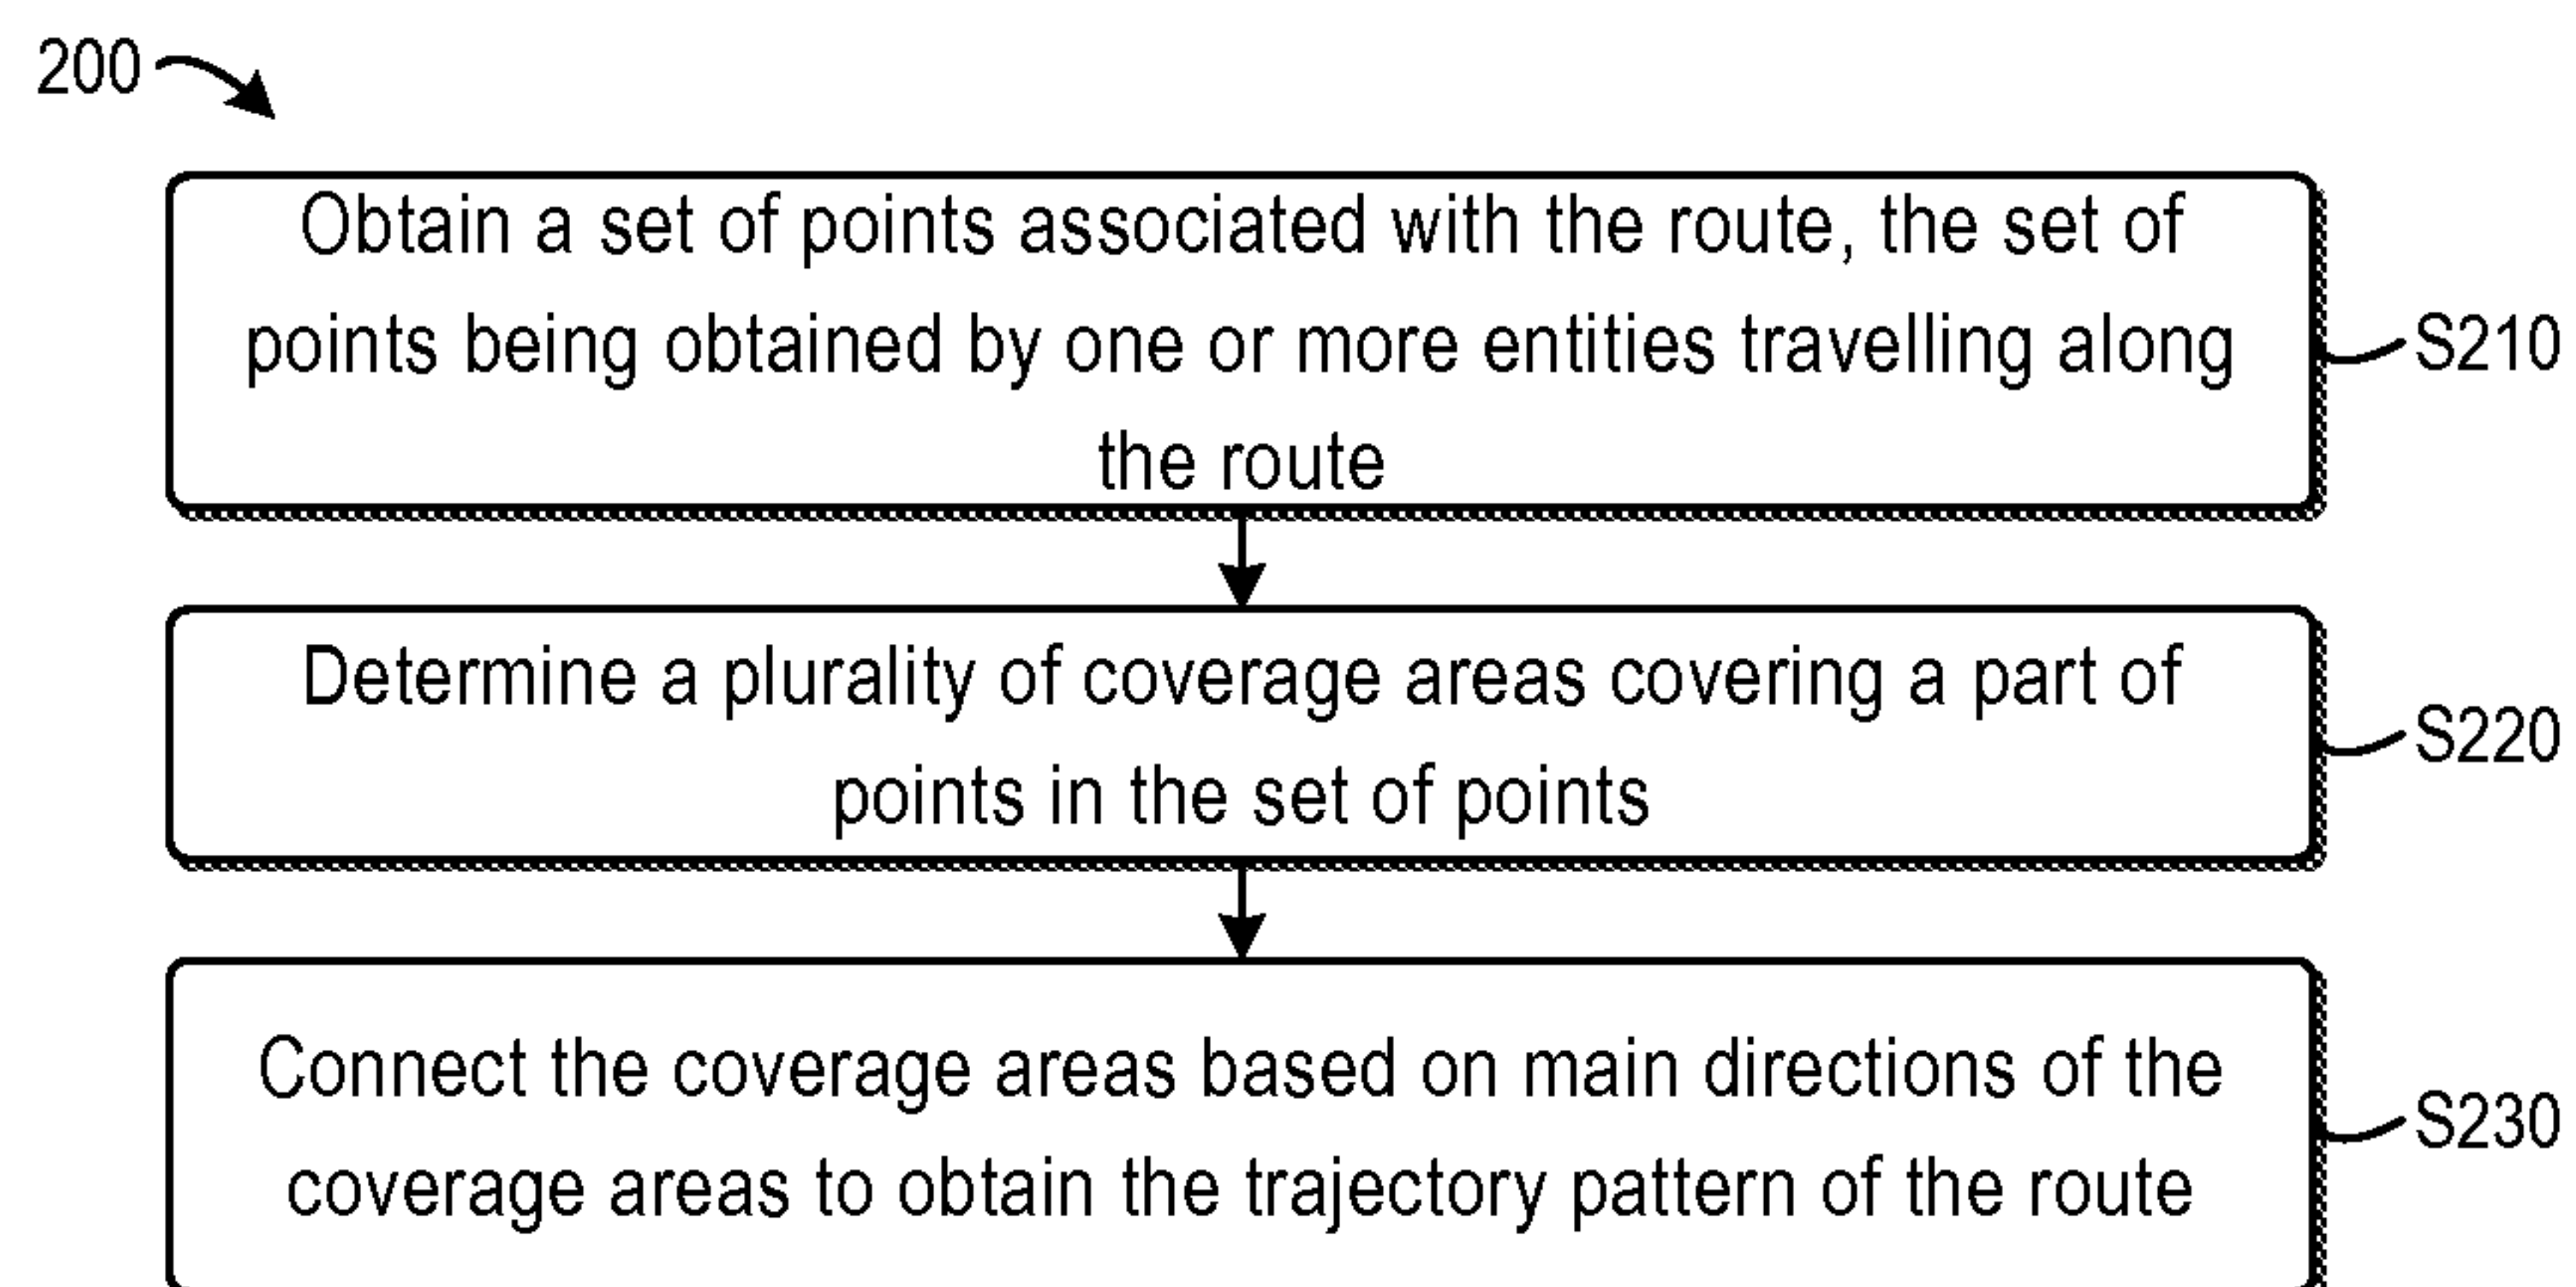 200
Obtain a set of points associated with the route, the set of
points being obtained by one or more entities travelling along
the route
S210
Determine a plurality of coverage areas covering a part of
points in the set of points
S220
Connect the coverage areas based on main directions of the
coverage areas to obtain the trajectory pattern of the route
S230